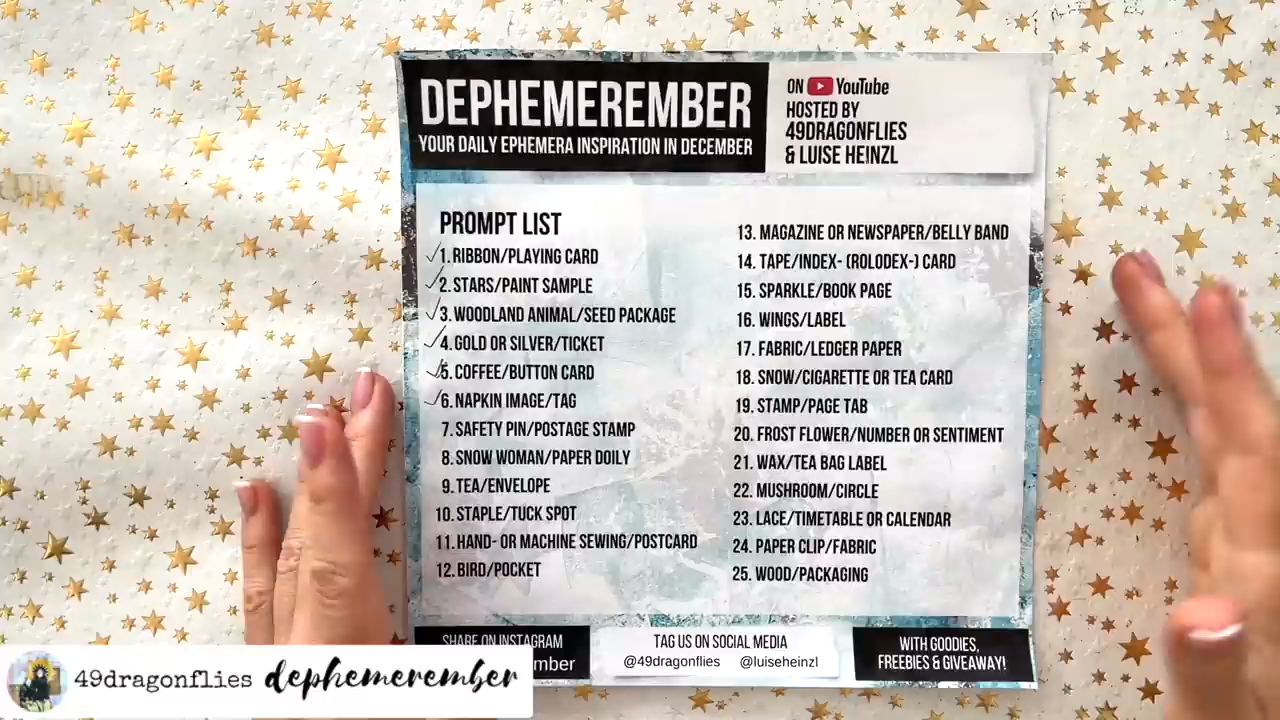 DEPHEMEREMBER
YOUR DAILY EPHEMERA INSPIRATION IN DECEMBER
ON YouTube
HOSTED BY
49DRAGONFLIES
& LUISE HEINZL
PROMPT LIST
1. RIBBON/PLAYING CARD
2. STARS/PAINT SAMPLE
3. WOODLAND ANIMAL/SEED PACKAGE
4. GOLD OR SILVER/TICKET
5. COFFEE/BUTTON CARD
6. NAPKIN IMAGE/TAG
7. SAFETY PIN/POSTAGE STAMP
8. SNOW WOMAN/PAPER DOILY
9. TEA/ENVELOPE
10. STAPLE/TUCK SPOT
11. HAND- OR MACHINE SEWING/POSTCARD
12. BIRD/POCKET
13. MAGAZINE OR NEWSPAPER/BELLY BAND
14. TAPE/INDEX- (ROLODEX-) CARD
15. SPARKLE/BOOK PAGE
16. WINGS/LABEL
17. FABRIC/LEDGER PAPER
18. SNOW/CIGARETTE OR TEA CARD
19. STAMP/PAGE TAB
20. FROST FLOWER/NUMBER OR SENTIMENT
21. WAX/TEA BAG LABEL
22. MUSHROOM/CIRCLE
23. LACE/TIMETABLE OR CALENDAR
24. PAPER CLIP/FABRIC
25. WOOD/PACKAGING
SHARE ON INSTAGRAM
TAG US ON SOCIAL MEDIA
@49dragonflies @luiseheinzl
WITH GOODIES,
FREEBIES & GIVEAWAY!
49dragonflies dephemerember